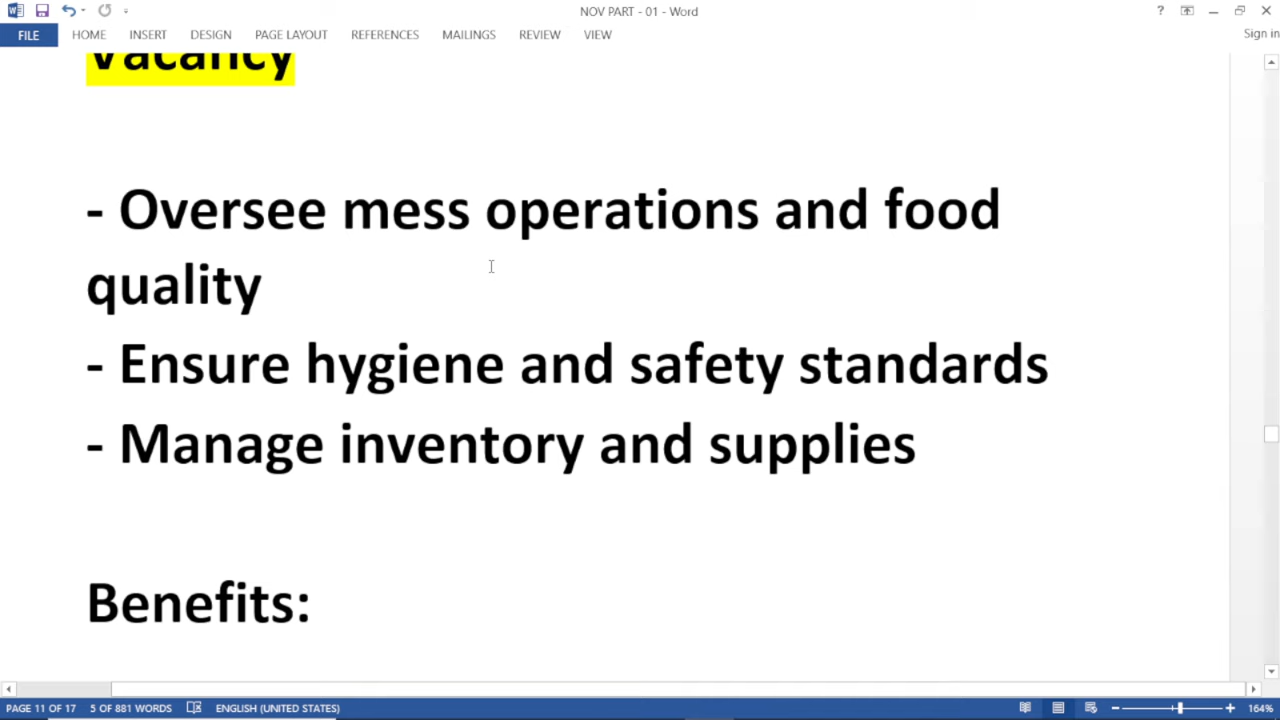 NOV PART - 01 - Word
?
FILE HOME INSERT DESIGN PAGE LAYOUT REFERENCES MAILINGS REVIEW VIEW Sign in
Vacancy
- Oversee mess operations and food
quality
- Ensure hygiene and safety standards
- Manage inventory and supplies
Benefits:
PAGE 11 OF 17 5 OF 881 WORDS ENGLISH (UNITED STATES) 164%